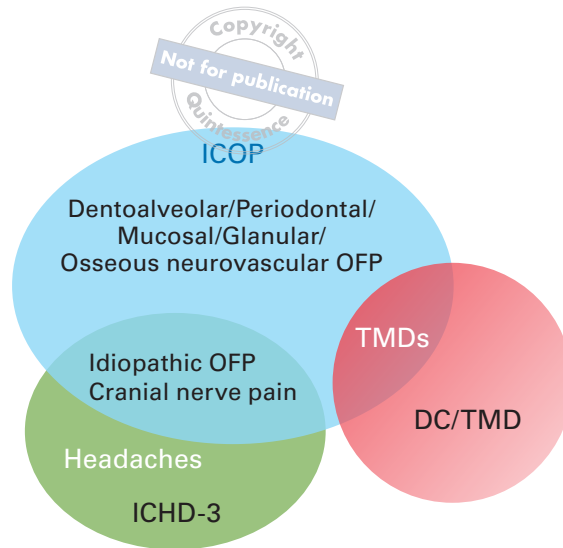 Copyright
Not for publication
Quintessence
ICOP
Dentoalveolar/Periodontal/
Mucosal/Glanular/
Osseous neurovascular OFP
TMDs
Idiopathic OFP
Cranial nerve pain
DC/TMD
Headaches
ICHD-3